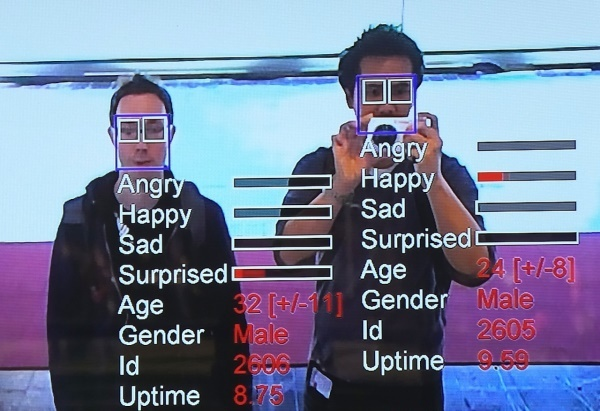 Angry
Happy
Sad
Surprised
Age 32 [+/-11]
Gender Male
Id 2606
Uptime 8.75
Angry
Happy
Sad
Surprised
Age 24 [+/-8]
Gender Male
Id 2605
Uptime 9.59